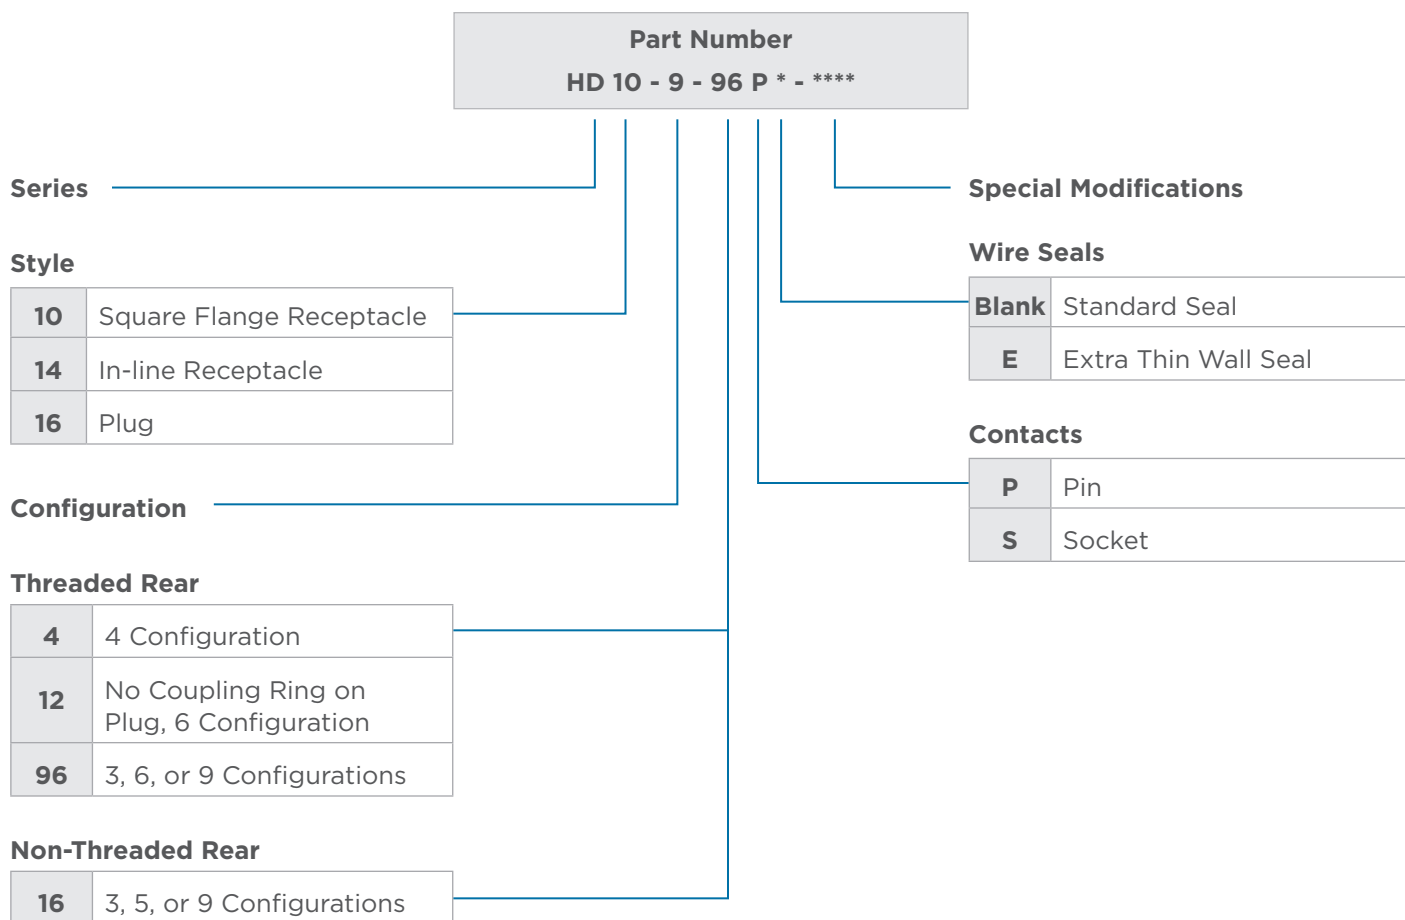 Part Number
HD 10 - 9 - 96 P * - ****
Series
Special Modifications
Style
10 Square Flange Receptacle
14 In-line Receptacle
16 Plug
Wire Seals
Blank Standard Seal
E Extra Thin Wall Seal
Contacts
P Pin
S Socket
Configuration
Threaded Rear
4 4 Configuration
12 No Coupling Ring on
Plug, 6 Configuration
96 3, 6, or 9 Configurations
Non-Threaded Rear
16 3, 5, or 9 Configurations